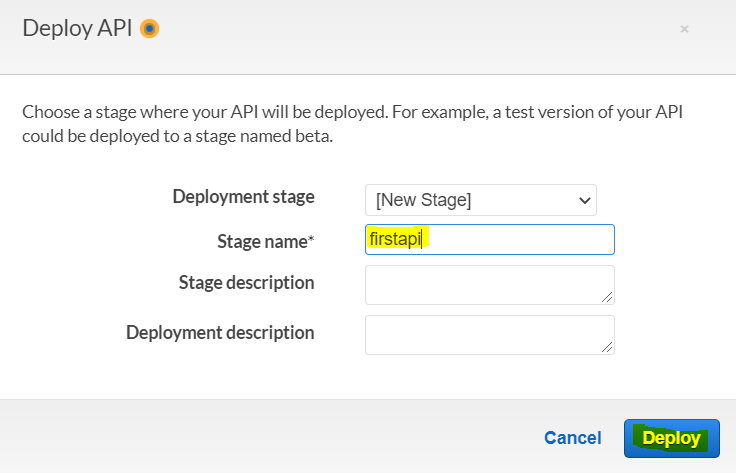 Deploy API
×
Choose a stage where your API will be deployed. For example, a test version of your API
could be deployed to a stage named beta.
Deployment stage [New Stage]
Stage name* firstapi
Stage description
Deployment description
Cancel Deploy